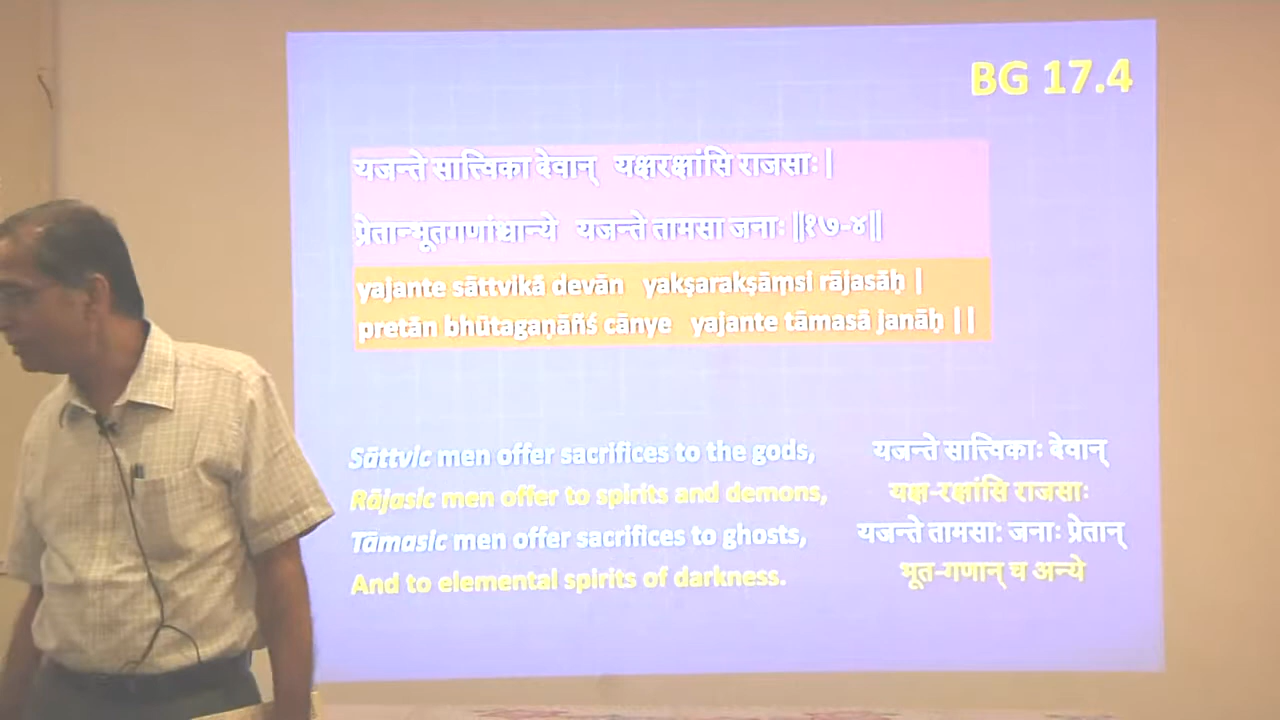 BG 17.4
यजन्ते सात्त्विका देवान् यक्षरक्षांसि राजसाः |
प्रेतान्भूतगणांश्चान्ये यजन्ते तामसा जनाः ||१७-४||
yajante sāttvikā devān yakṣarakṣāṃsi rājasāḥ |
pretān bhūtagaṇāñś cānye yajante tāmasā janāḥ ||
Sāttvic men offer sacrifices to the gods, यजन्ते सात्त्विकाः देवान्
Rājasic men offer to spirits and demons, यक्ष-रक्षांसि राजसाः
Tāmasic men offer sacrifices to ghosts, यजन्ते तामसाः जनाः प्रेतान्
And to elemental spirits of darkness. भूत-गणान् च अन्ये